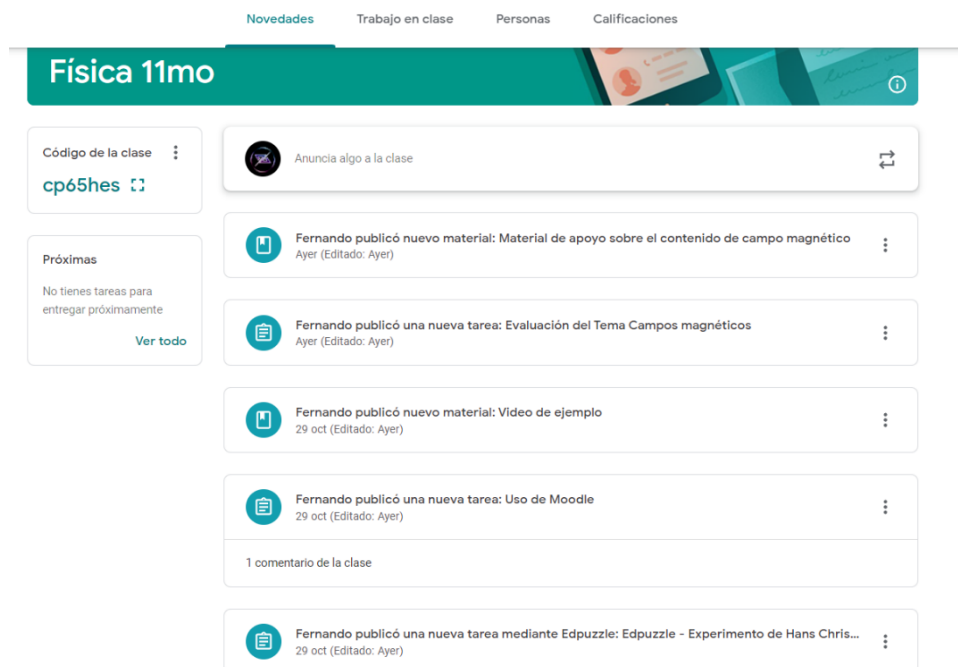 Novedades
Trabajo en clase
Personas
Calificaciones
Física 11mo
Código de la clase
cp65hes
Próximas
No tienes tareas para
entregar próximamente
Ver todo
Anuncia algo a la clase
Fernando publicó nuevo material: Material de apoyo sobre el contenido de campo magnético
Ayer (Editado: Ayer)
Fernando publicó una nueva tarea: Evaluación del Tema Campos magnéticos
Ayer (Editado: Ayer)
Fernando publicó nuevo material: Video de ejemplo
29 oct (Editado: Ayer)
Fernando publicó una nueva tarea: Uso de Moodle
29 oct (Editado: Ayer)
1 comentario de la clase
Fernando publicó una nueva tarea mediante Edpuzzle: Edpuzzle - Experimento de Hans Chris...
29 oct (Editado: Ayer)